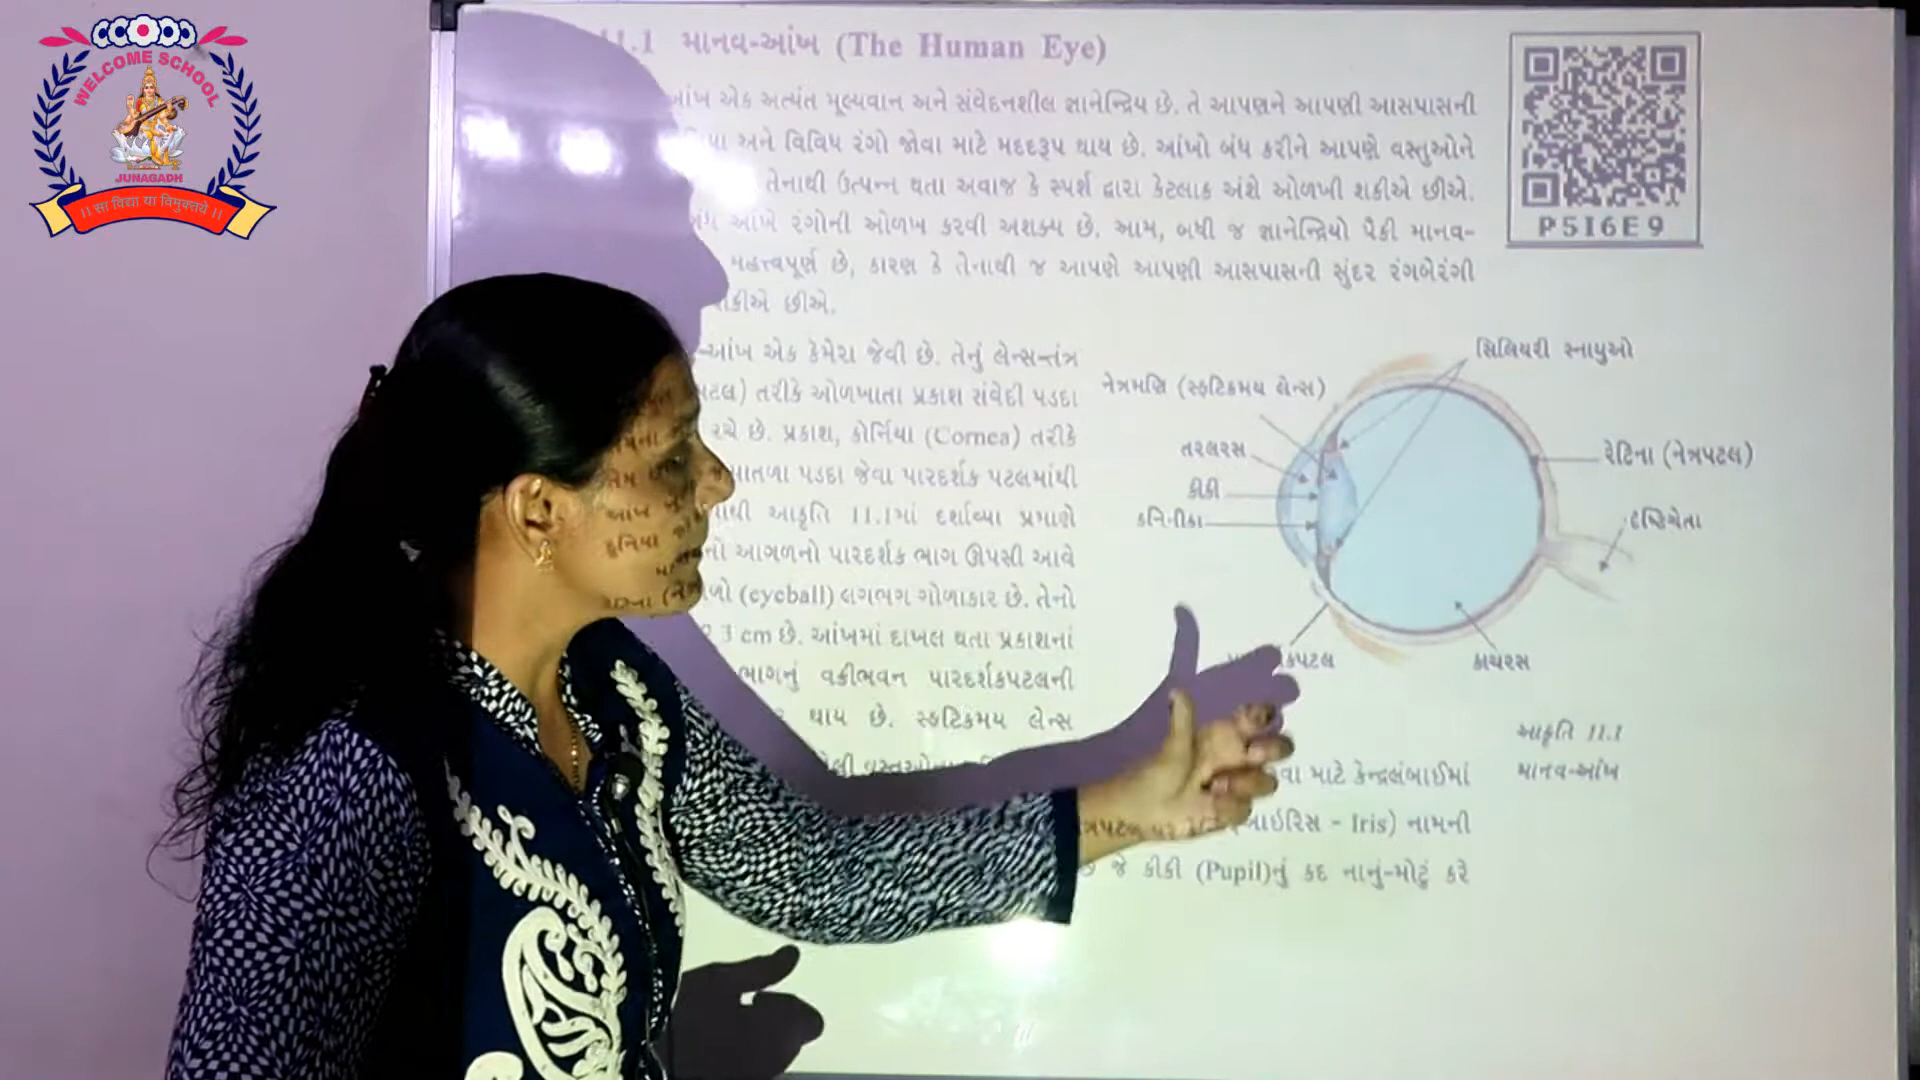 WELCOME SCHOOL
JUNAGADH
।। सा विद्या या विमुक्तये ।।
11.1 માનવ-આંખ (The Human Eye)
આંખ એક અત્યંત મૂલ્યવાન અને સંવેદનશીલ જ્ઞાનેન્દ્રિય છે. તે આપણને આપણી આસપાસની
અને વિવિધ રંગો જોવા માટે મદદરૂપ થાય છે. આંખો બંધ કરીને આપણે વસ્તુઓને
તેનાથી ઉત્પન્ન થતા અવાજ કે સ્પર્શ દ્વારા કેટલાક અંશે ઓળખી શકીએ છીએ.
બંધ આંખે રંગોની ઓળખ કરવી અશક્ય છે. આમ, બધી જ જ્ઞાનેન્દ્રિયો પૈકી માનવ-
મહત્ત્વપૂર્ણ છે, કારણ કે તેનાથી જ આપણે આપણી આસપાસની સુંદર રંગબેરંગી
શકીએ છીએ.
P5I6E9
-આંખ એક કેમેરા જેવી છે. તેનું લેન્સ-તંત્ર
તરીકે ઓળખાતા પ્રકાશ સંવેદી પડદા
રચે છે. પ્રકાશ, કોર્નિયા (Cornea) તરીકે
પાતળા પડદા જેવા પારદર્શક પટલમાંથી
આકૃતિ 11.1માં દર્શાવ્યા પ્રમાણે
આગળનો પારદર્શક ભાગ ઊપસી આવે
(eyeball) લગભગ ગોળાકાર છે. તેનો
3 cm છે. આંખમાં દાખલ થતા પ્રકાશનાં
ભાગનું વક્રીભવન પારદર્શકપટલની
થાય છે. સ્ફટિકમય લેન્સ
માટે કેન્દ્રલંબાઈમાં
(આઇરિસ - Iris) નામની
જે કીકી (Pupil)નું કદ નાનું-મોટું કરે
સિલિયરી સ્નાયુઓ
નેત્રમણિ (સ્ફટિકમય લેન્સ)
તરલરસ
કીકી
કનિનીકા
રેટિના (નેત્રપટલ)
દૃષ્ટિચેતા
કાચરસ
આકૃતિ 11.1
માનવ-આંખ